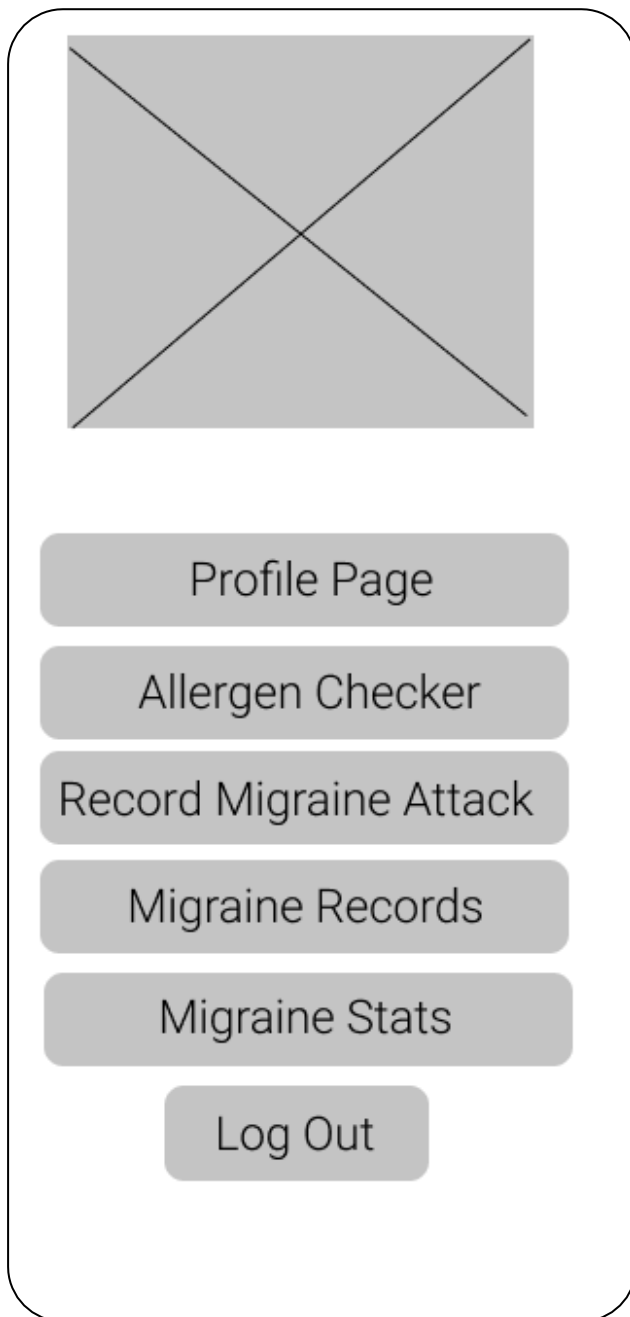 Profile Page
Allergen Checker
Record Migraine Attack
Migraine Records
Migraine Stats
Log Out